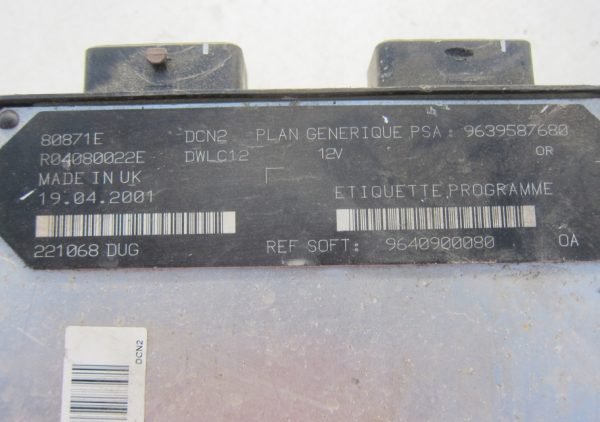 80871E DCN2 PLAN GENERIQUE PSA : 9639587680
R04080022E DWLC12 12V OR
MADE IN UK
19.04.2001 ETIQUETTE PROGRAMME
221068 DUG REF SOFT: 9640900080 0A
DCN2